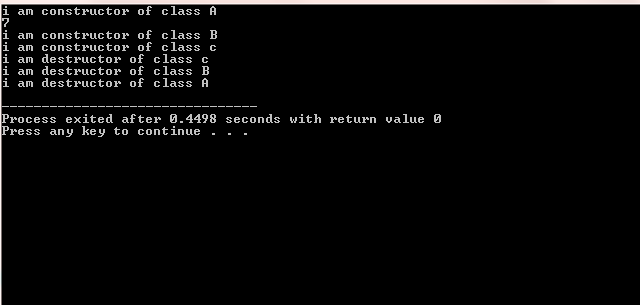 i am constructor of class A
7
i am constructor of class B
i am constructor of class c
i am destructor of class c
i am destructor of class B
i am destructor of class A
--------------------------------
Process exited after 0.4498 seconds with return value 0
Press any key to continue . . .